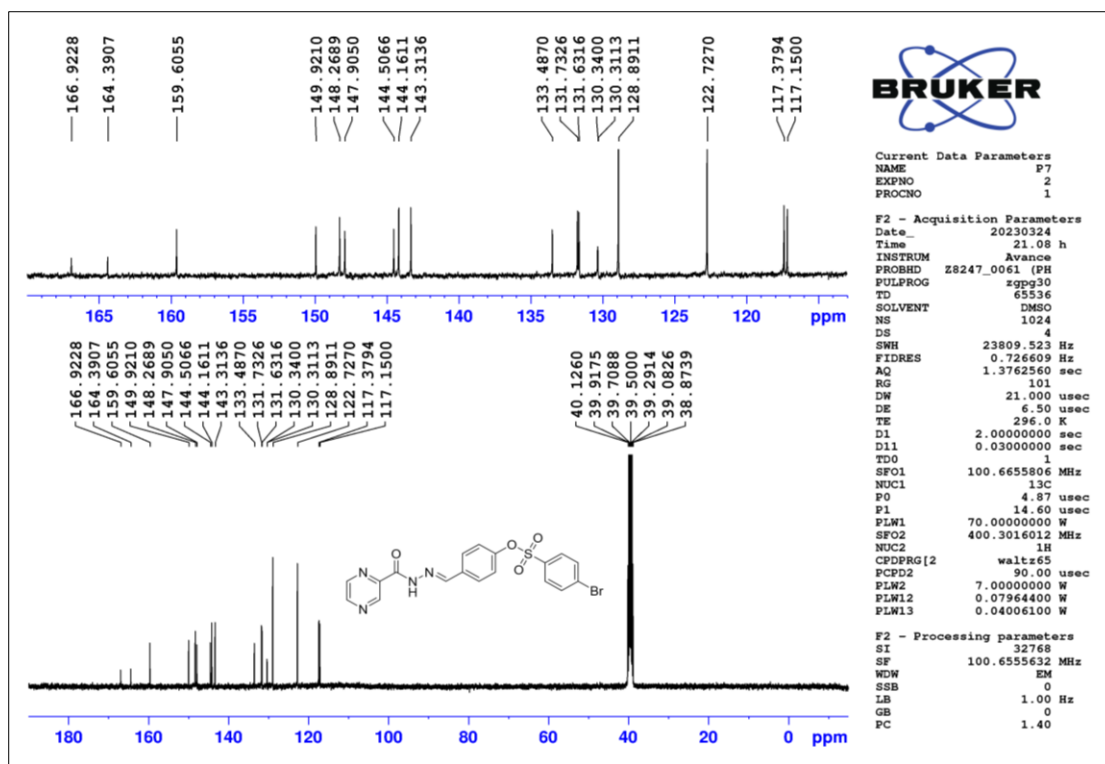 166.9228
164.3907
159.6055
149.9210
148.2689
147.9050
144.5066
144.1611
143.3136
133.4870
131.7326
131.6316
130.3400
130.3113
128.8911
122.7270
117.3794
117.1500
165 160 155 150 145 140 135 130 125 120 ppm
166.9228
164.3907
159.6055
149.9210
148.2689
147.9050
144.5066
144.1611
143.3136
133.4870
131.7326
131.6316
130.3400
130.3113
128.8911
122.7270
117.3794
117.1500
40.1260
39.9175
39.7088
39.5000
39.2914
39.0826
38.8739
O
N
N
N
H
N
O
O
S
O
Br
180 160 140 120 100 80 60 40 20 0 ppm
BRUKER
Current Data Parameters
NAME P7
EXPNO 2
PROCNO 1
F2 - Acquisition Parameters
Date_ 20230324
Time 21.08 h
INSTRUM Avance
PROBHD Z8247_0061 (PH
PULPROG zgpg30
TD 65536
SOLVENT DMSO
NS 1024
DS 4
SWH 23809.523 Hz
FIDRES 0.726609 Hz
AQ 1.3762560 sec
RG 101
DW 21.000 usec
DE 6.50 usec
TE 296.0 K
D1 2.00000000 sec
D11 0.03000000 sec
TD0 1
SFO1 100.6655806 MHz
NUC1 13C
P0 4.87 usec
P1 14.60 usec
PLW1 70.00000000 W
SFO2 400.3016012 MHz
NUC2 1H
CPDPRG[2 waltz65
PCPD2 90.00 usec
PLW2 7.00000000 W
PLW12 0.07964400 W
PLW13 0.04006100 W
F2 - Processing parameters
SI 32768
SF 100.6555632 MHz
WDW EM
SSB 0
LB 1.00 Hz
GB 0
PC 1.40